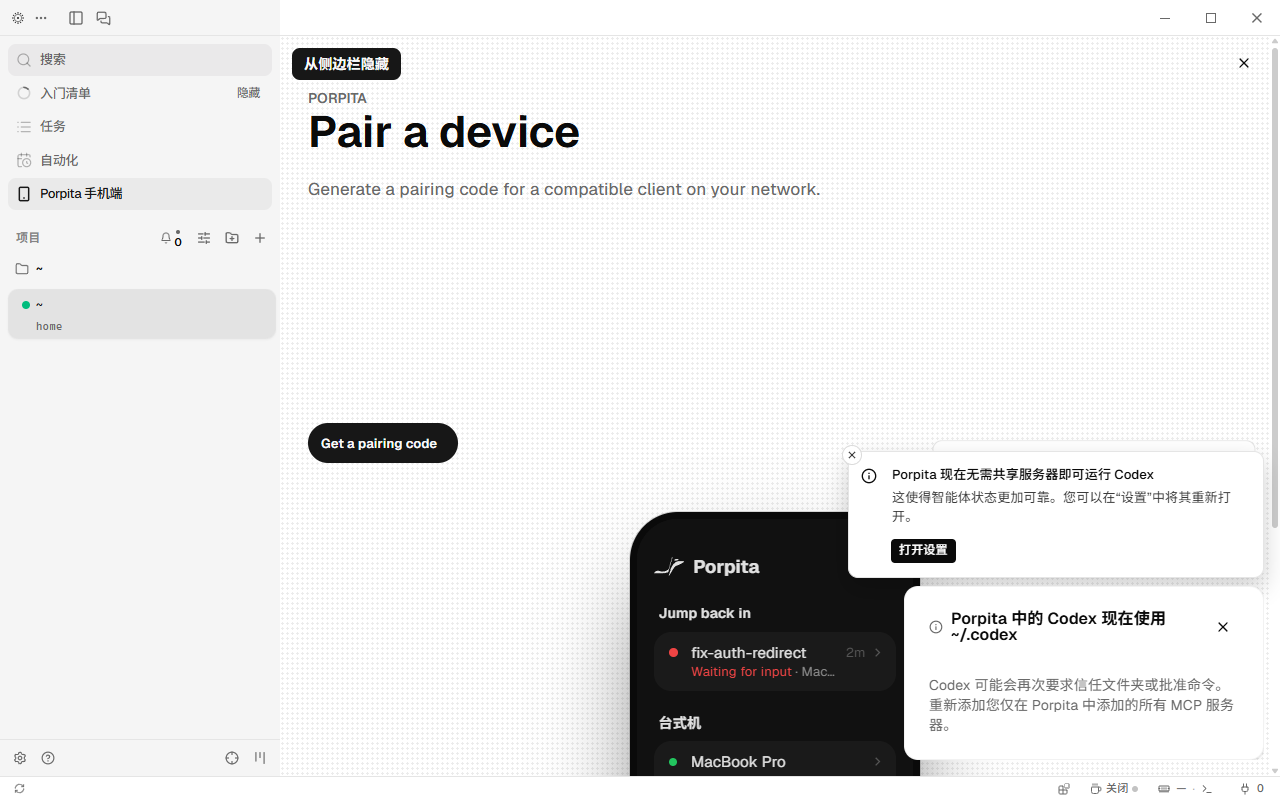 搜索
入门清单 隐藏
任务
自动化
Porpita 手机端
项目 0
~
~
home
从侧边栏隐藏
PORPITA
Pair a device
Generate a pairing code for a compatible client on your network.
Get a pairing code
Porpita
Jump back in
fix-auth-redirect 2m
Waiting for input · Mac…
台式机
MacBook Pro
Porpita 现在无需共享服务器即可运行 Codex
这使得智能体状态更加可靠。您可以在“设置”中将其重新打
开。
打开设置
Porpita 中的 Codex 现在使用
~/.codex
Codex 可能会再次要求信任文件夹或批准命令。
重新添加您仅在 Porpita 中添加的所有 MCP 服务
器。
关闭 — · 0